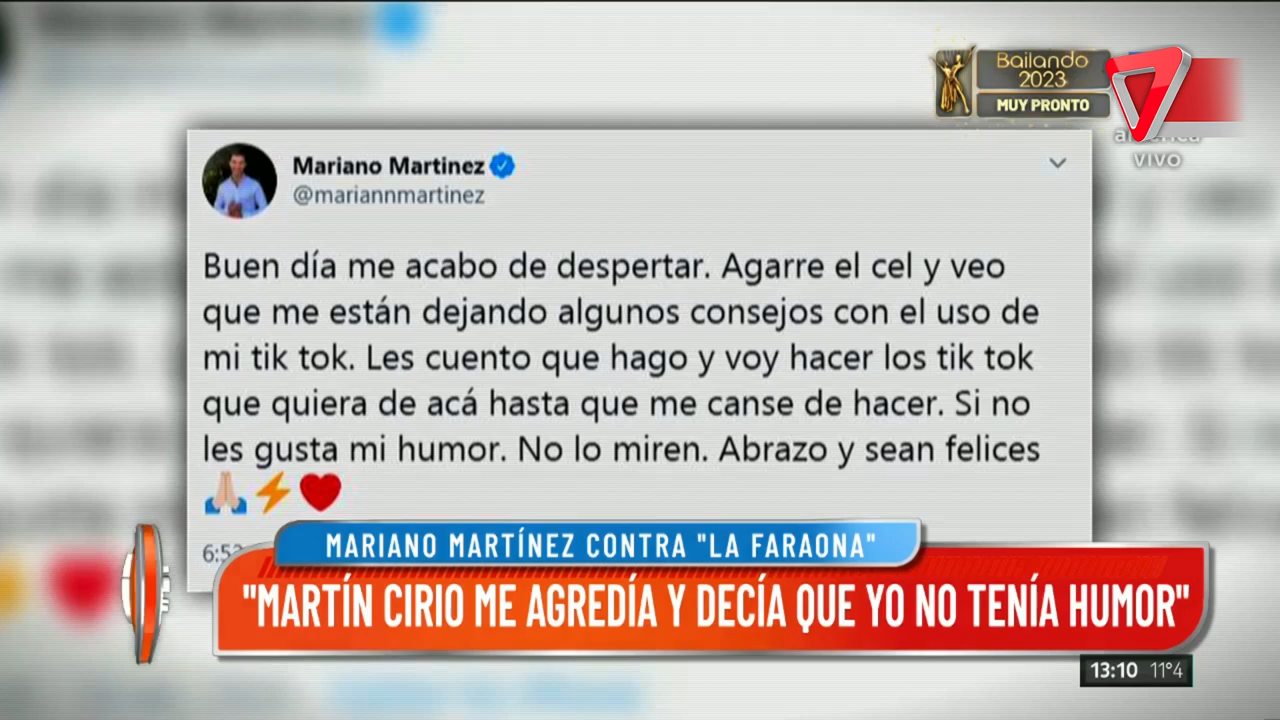 Bailando
2023
MUY PRONTO
américa
VIVO
Mariano Martinez
@mariannmartinez
Buen día me acabo de despertar. Agarre el cel y veo
que me están dejando algunos consejos con el uso de
mi tik tok. Les cuento que hago y voy hacer los tik tok
que quiera de acá hasta que me canse de hacer. Si no
les gusta mi humor. No lo miren. Abrazo y sean felices
🙏🏻⚡❤️
MARIANO MARTÍNEZ CONTRA "LA FARAONA"
"MARTÍN CIRIO ME AGREDÍA Y DECÍA QUE YO NO TENÍA HUMOR"
13:10 11°4